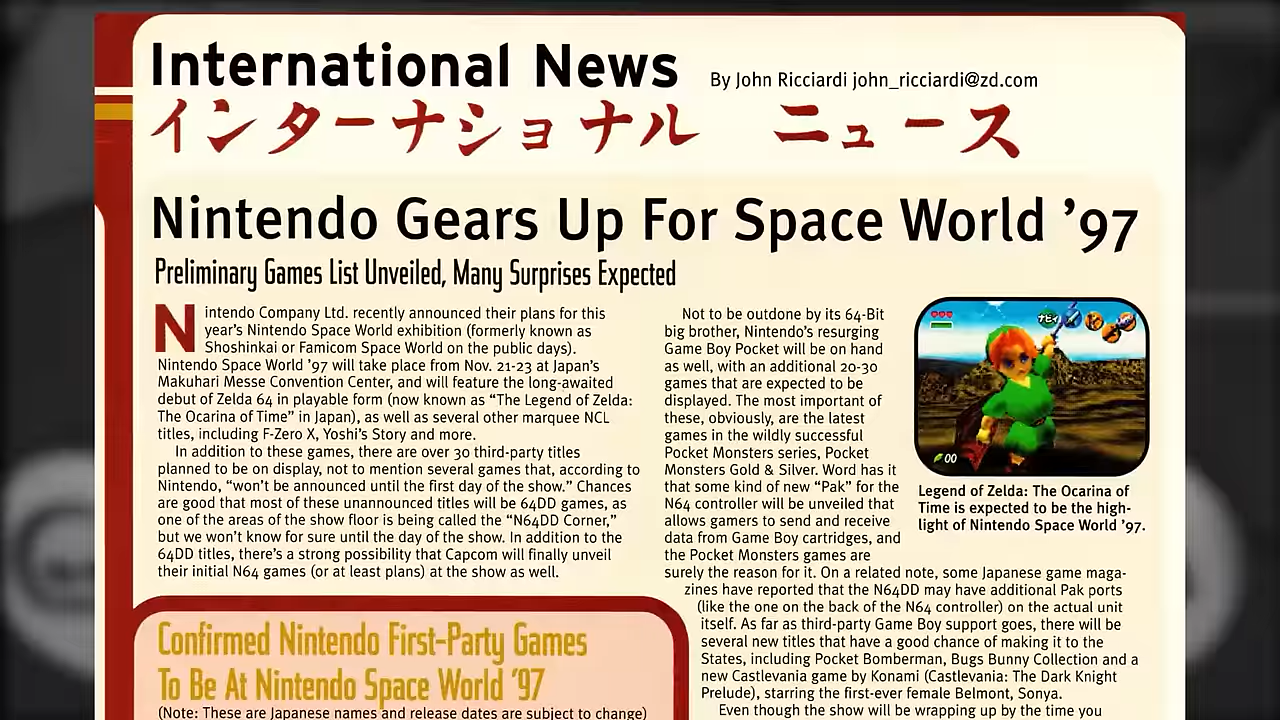 International News
By John Ricciardi john_ricciardi@zd.com
インターナショナル ニュース
Nintendo Gears Up For Space World ’97
Preliminary Games List Unveiled, Many Surprises Expected
Nintendo Company Ltd. recently announced their plans for this
year’s Nintendo Space World exhibition (formerly known as
Shoshinkai or Famicom Space World on the public days).
Nintendo Space World ’97 will take place from Nov. 21-23 at Japan’s
Makuhari Messe Convention Center, and will feature the long-awaited
debut of Zelda 64 in playable form (now known as “The Legend of Zelda:
The Ocarina of Time” in Japan), as well as several other marquee NCL
titles, including F-Zero X, Yoshi’s Story and more.
In addition to these games, there are over 30 third-party titles
planned to be on display, not to mention several games that, according to
Nintendo, “won’t be announced until the first day of the show.” Chances
are good that most of these unannounced titles will be 64DD games, as
one of the areas of the show floor is being called the “N64DD Corner,”
but we won’t know for sure until the day of the show. In addition to the
64DD titles, there’s a strong possibility that Capcom will finally unveil
their initial N64 games (or at least plans) at the show as well.
Confirmed Nintendo First-Party Games
To Be At Nintendo Space World ’97
(Note: These are Japanese names and release dates are subject to change)
Not to be outdone by its 64-Bit
big brother, Nintendo’s resurging
Game Boy Pocket will be on hand
as well, with an additional 20-30
games that are expected to be
displayed. The most important of
these, obviously, are the latest
games in the wildly successful
Pocket Monsters series, Pocket
Monsters Gold & Silver. Word has it
that some kind of new “Pak” for the
N64 controller will be unveiled that
allows gamers to send and receive
data from Game Boy cartridges, and
the Pocket Monsters games are
surely the reason for it. On a related note, some Japanese game maga-
zines have reported that the N64DD may have additional Pak ports
(like the one on the back of the N64 controller) on the actual unit
itself. As far as third-party Game Boy support goes, there will be
several new titles that have a good chance of making it to the
States, including Pocket Bomberman, Bugs Bunny Collection and a
new Castlevania game by Konami (Castlevania: The Dark Knight
Prelude), starring the first-ever female Belmont, Sonya.
Even though the show will be wrapping up by the time you
ナビィ
00
Legend of Zelda: The Ocarina of
Time is expected to be the high-
light of Nintendo Space World ’97.